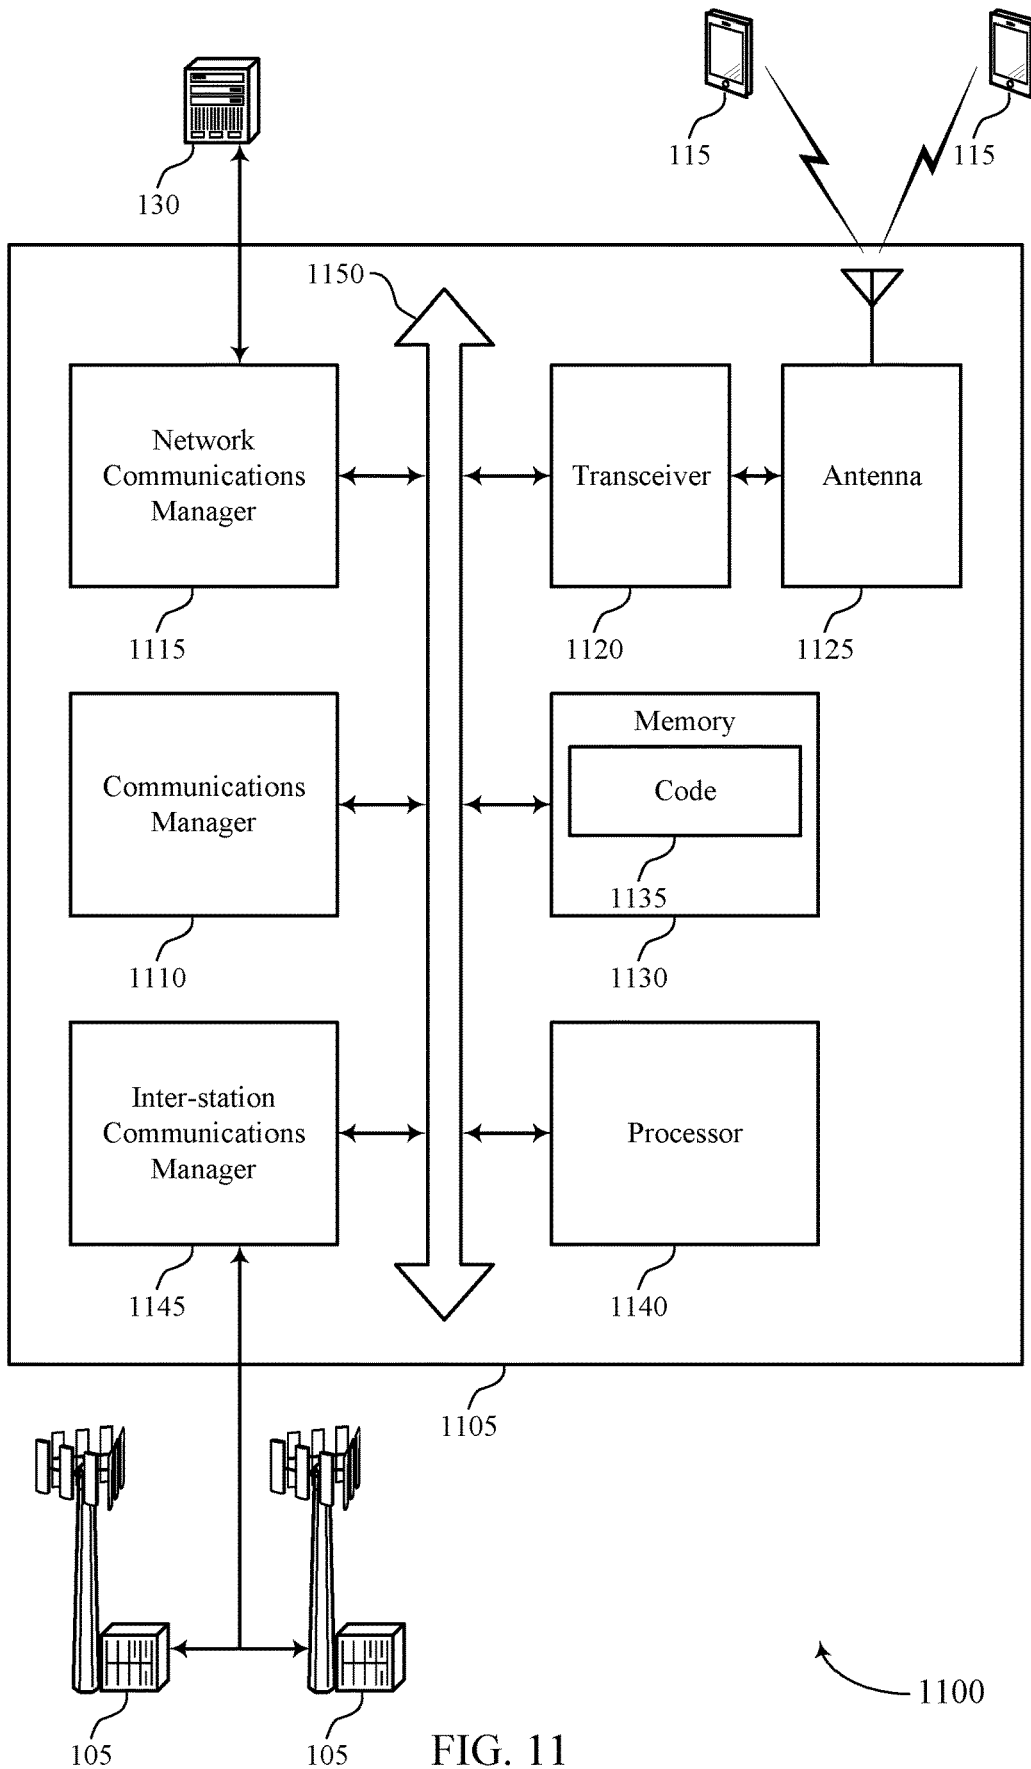 115
115
130
1150
Network
Communications
Manager
Transceiver
Antenna
1115
1120
1125
Communications
Manager
Memory
Code
1135
1110
1130
Inter-station
Communications
Manager
Processor
1145
1140
1105
1100
105
105
FIG. 11